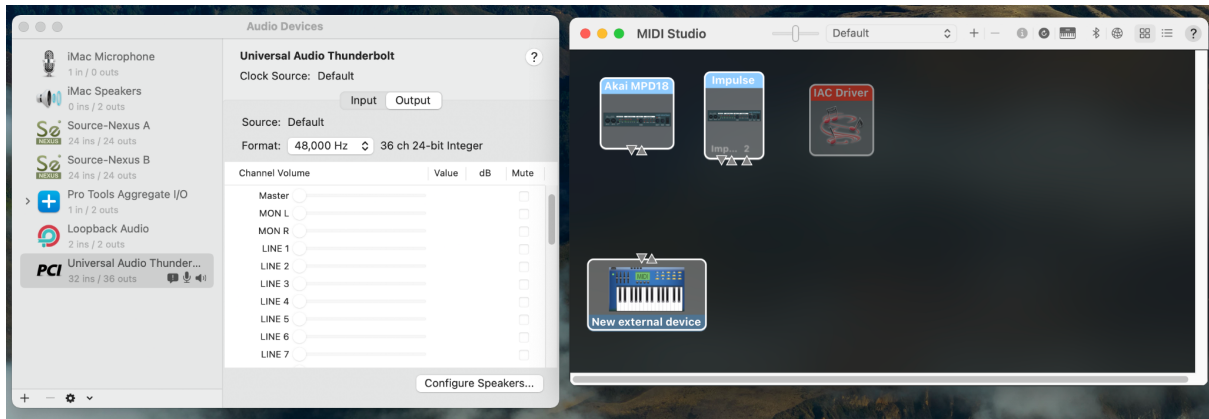 Audio Devices
iMac Microphone
1 in / 0 outs
iMac Speakers
0 ins / 2 outs
Source-Nexus A
24 ins / 24 outs
Source-Nexus B
24 ins / 24 outs
Pro Tools Aggregate I/O
1 in / 2 outs
Loopback Audio
2 ins / 2 outs
PCI
Universal Audio Thunder...
32 ins / 36 outs
Universal Audio Thunderbolt
?
Clock Source: Default
Input Output
Source: Default
Format: 48,000 Hz 36 ch 24-bit Integer
Channel Volume Value dB Mute
Master
MON L
MON R
LINE 1
LINE 2
LINE 3
LINE 4
LINE 5
LINE 6
LINE 7
Configure Speakers...
MIDI Studio
Default
?
Akai MPD18
Impulse
Imp... 2
IAC Driver
MIDI
New external device